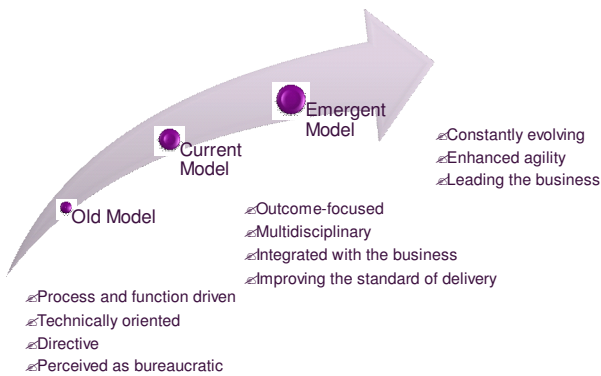 Old Model
Process and function driven
Technically oriented
Directive
Perceived as bureaucratic
Current
Model
Outcome-focused
Multidisciplinary
Integrated with the business
Improving the standard of delivery
Emergent
Model
Constantly evolving
Enhanced agility
Leading the business